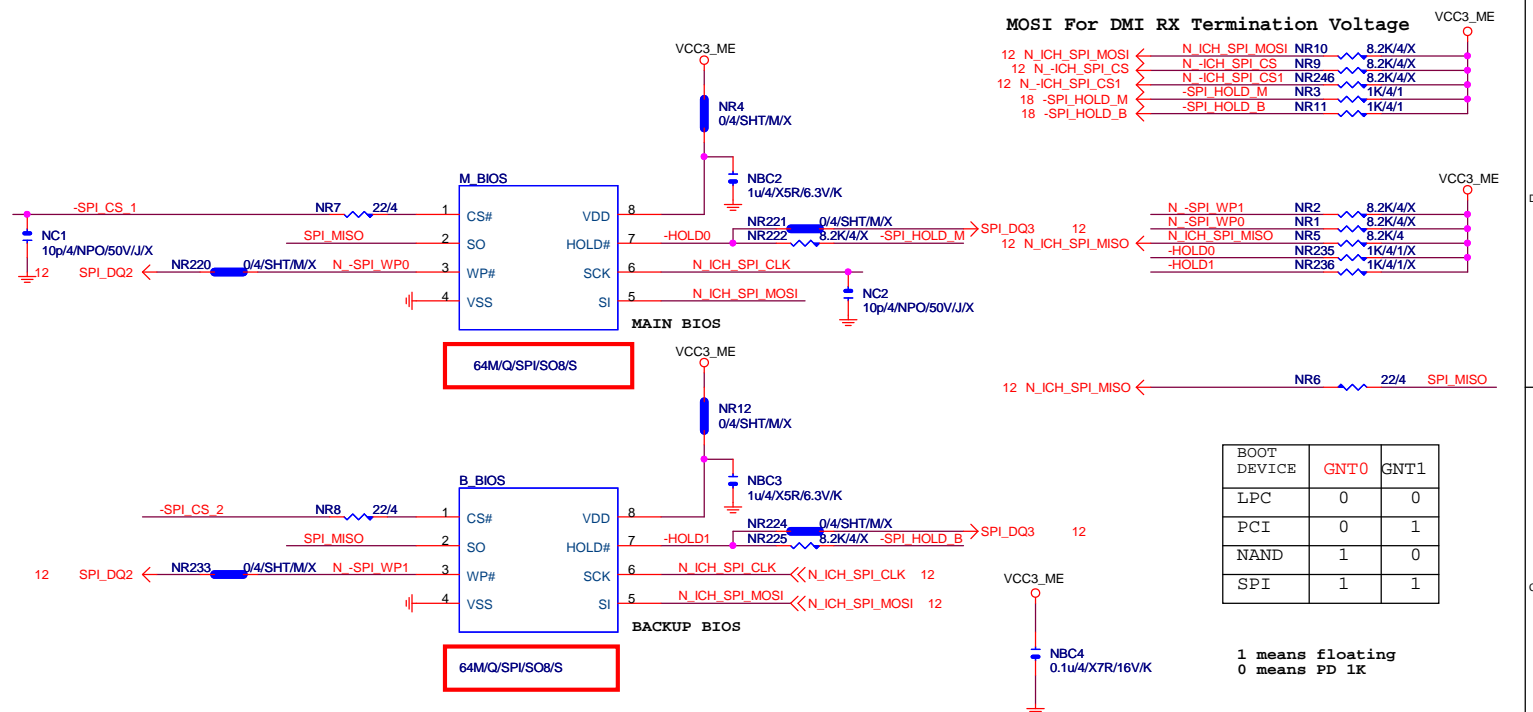 MOSI For DMI RX Termination Voltage
VCC3_ME
12 N_ICH_SPI_MOSI N_ICH_SPI_MOSI NR10 8.2K/4/X
12 N_-ICH_SPI_CS N_-ICH_SPI_CS NR9 8.2K/4/X
12 N_-ICH_SPI_CS1 N_-ICH_SPI_CS1 NR246 8.2K/4/X
18 -SPI_HOLD_M -SPI_HOLD_M NR3 1K/4/1
18 -SPI_HOLD_B -SPI_HOLD_B NR11 1K/4/1
VCC3_ME
NR4
0/4/SHT/M/X
NBC2
1u/4/X5R/6.3V/K
M_BIOS
-SPI_CS_1 NR7 22/4 1 CS# VDD 8
SPI_MISO 2 SO HOLD# 7 -HOLD0
NR221 0/4/SHT/M/X SPI_DQ3 12
NR222 8.2K/4/X -SPI_HOLD_M
NC1
10p/4/NPO/50V/J/X
12 SPI_DQ2 NR220 0/4/SHT/M/X N_-SPI_WP0 3 WP# SCK 6 N_ICH_SPI_CLK
4 VSS SI 5 N_ICH_SPI_MOSI
NC2
10p/4/NPO/50V/J/X
MAIN BIOS
64M/Q/SPI/SO8/S
VCC3_ME
N_-SPI_WP1 NR2 8.2K/4/X
N_-SPI_WP0 NR1 8.2K/4/X
12 N_ICH_SPI_MISO N_ICH_SPI_MISO NR5 8.2K/4
-HOLD0 NR235 1K/4/1/X
-HOLD1 NR236 1K/4/1/X
D
12 N_ICH_SPI_MISO NR6 22/4 SPI_MISO
VCC3_ME
NR12
0/4/SHT/M/X
NBC3
1u/4/X5R/6.3V/K
B_BIOS
-SPI_CS_2 NR8 22/4 1 CS# VDD 8
SPI_MISO 2 SO HOLD# 7 -HOLD1
NR224 0/4/SHT/M/X SPI_DQ3 12
NR225 8.2K/4/X -SPI_HOLD_B
12 SPI_DQ2 NR233 0/4/SHT/M/X N_-SPI_WP1 3 WP# SCK 6 N_ICH_SPI_CLK N_ICH_SPI_CLK 12
4 VSS SI 5 N_ICH_SPI_MOSI N_ICH_SPI_MOSI 12
BACKUP BIOS
64M/Q/SPI/SO8/S
VCC3_ME
NBC4
0.1u/4/X7R/16V/K
BOOT DEVICE GNT0 GNT1
LPC 0 0
PCI 0 1
NAND 1 0
SPI 1 1
1 means floating
0 means PD 1K